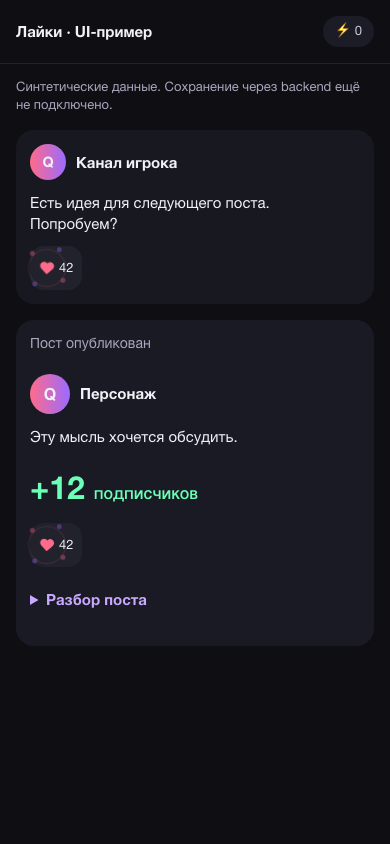 Лайки · UI-пример
⚡ 0
Синтетические данные. Сохранение через backend ещё
не подключено.
Q
Канал игрока
Есть идея для следующего поста.
Попробуем?
42
Пост опубликован
Q
Персонаж
Эту мысль хочется обсудить.
+12 подписчиков
42
Разбор поста